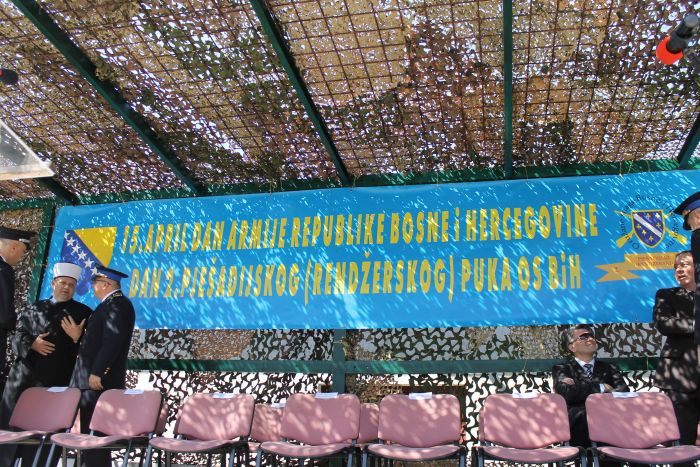 15. APRIL DAN ARMIJE REPUBLIKE BOSNE i HERCEGOVINE
DAN 2. PJEŠADIJSKOG (RENDŽERSKOG) PUKA OS BiH